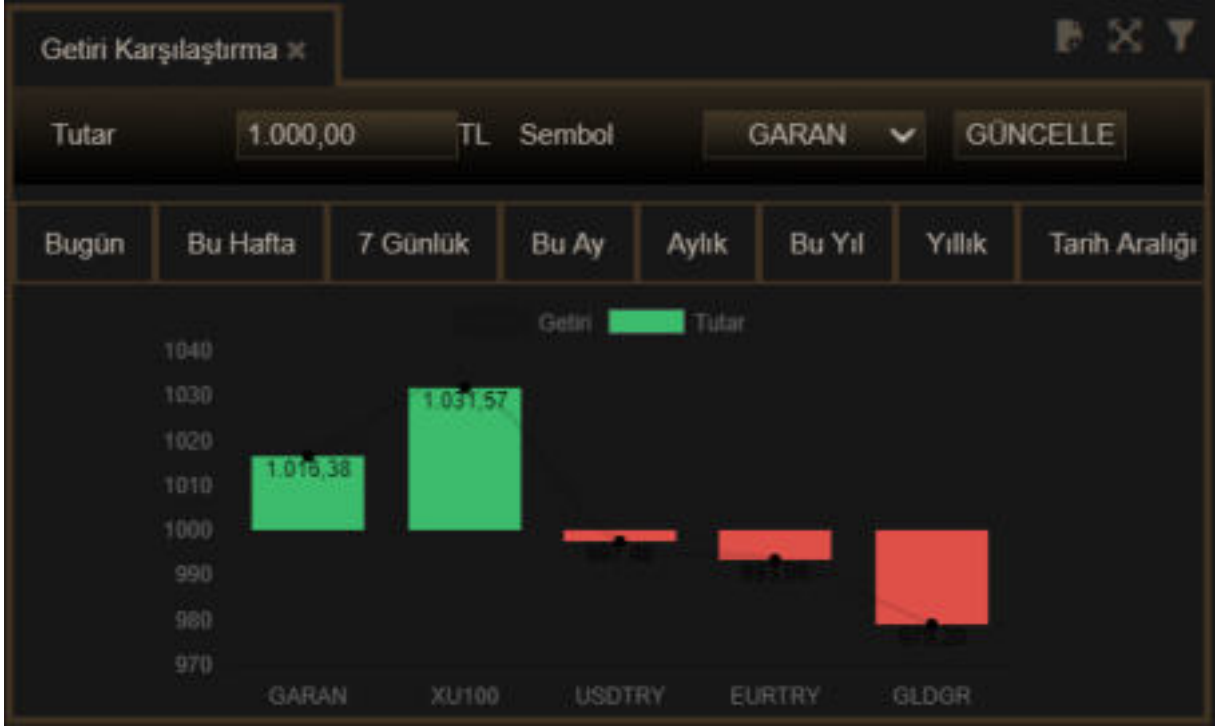 Getiri Karşılaştırma ×
Tutar 1.000,00 TL Sembol GARAN GÜNCELLE
Bugün Bu Hafta 7 Günlük Bu Ay Aylık Bu Yıl Yıllık Tarih Aralığı
Getiri Tutar
1040
1030
1.031,57
1020
1.016,38
1010
1000
990
980
970
GARAN XU100 USDTRY EURTRY GLDGR